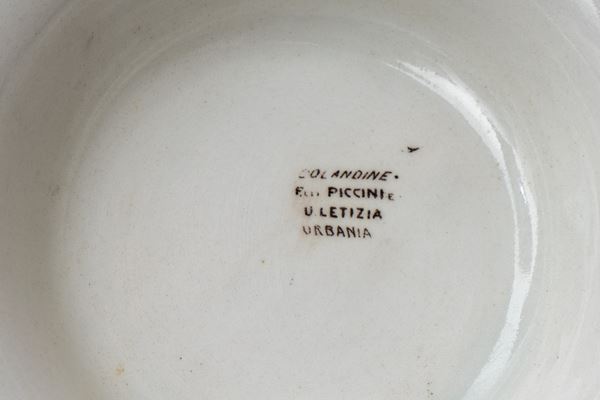 COLANDINE.
F.LLI PICCINI E
U. LETIZIA
URBANIA